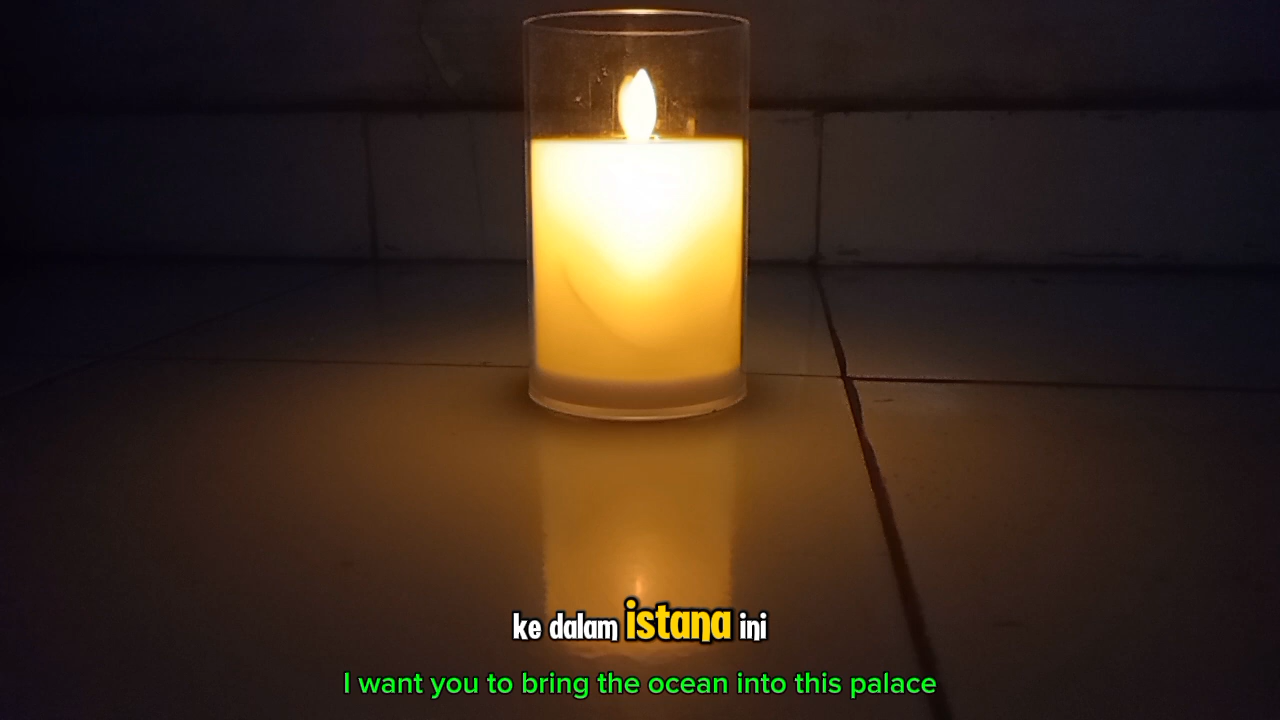 ke dalam istana ini
I want you to bring the ocean into this palace